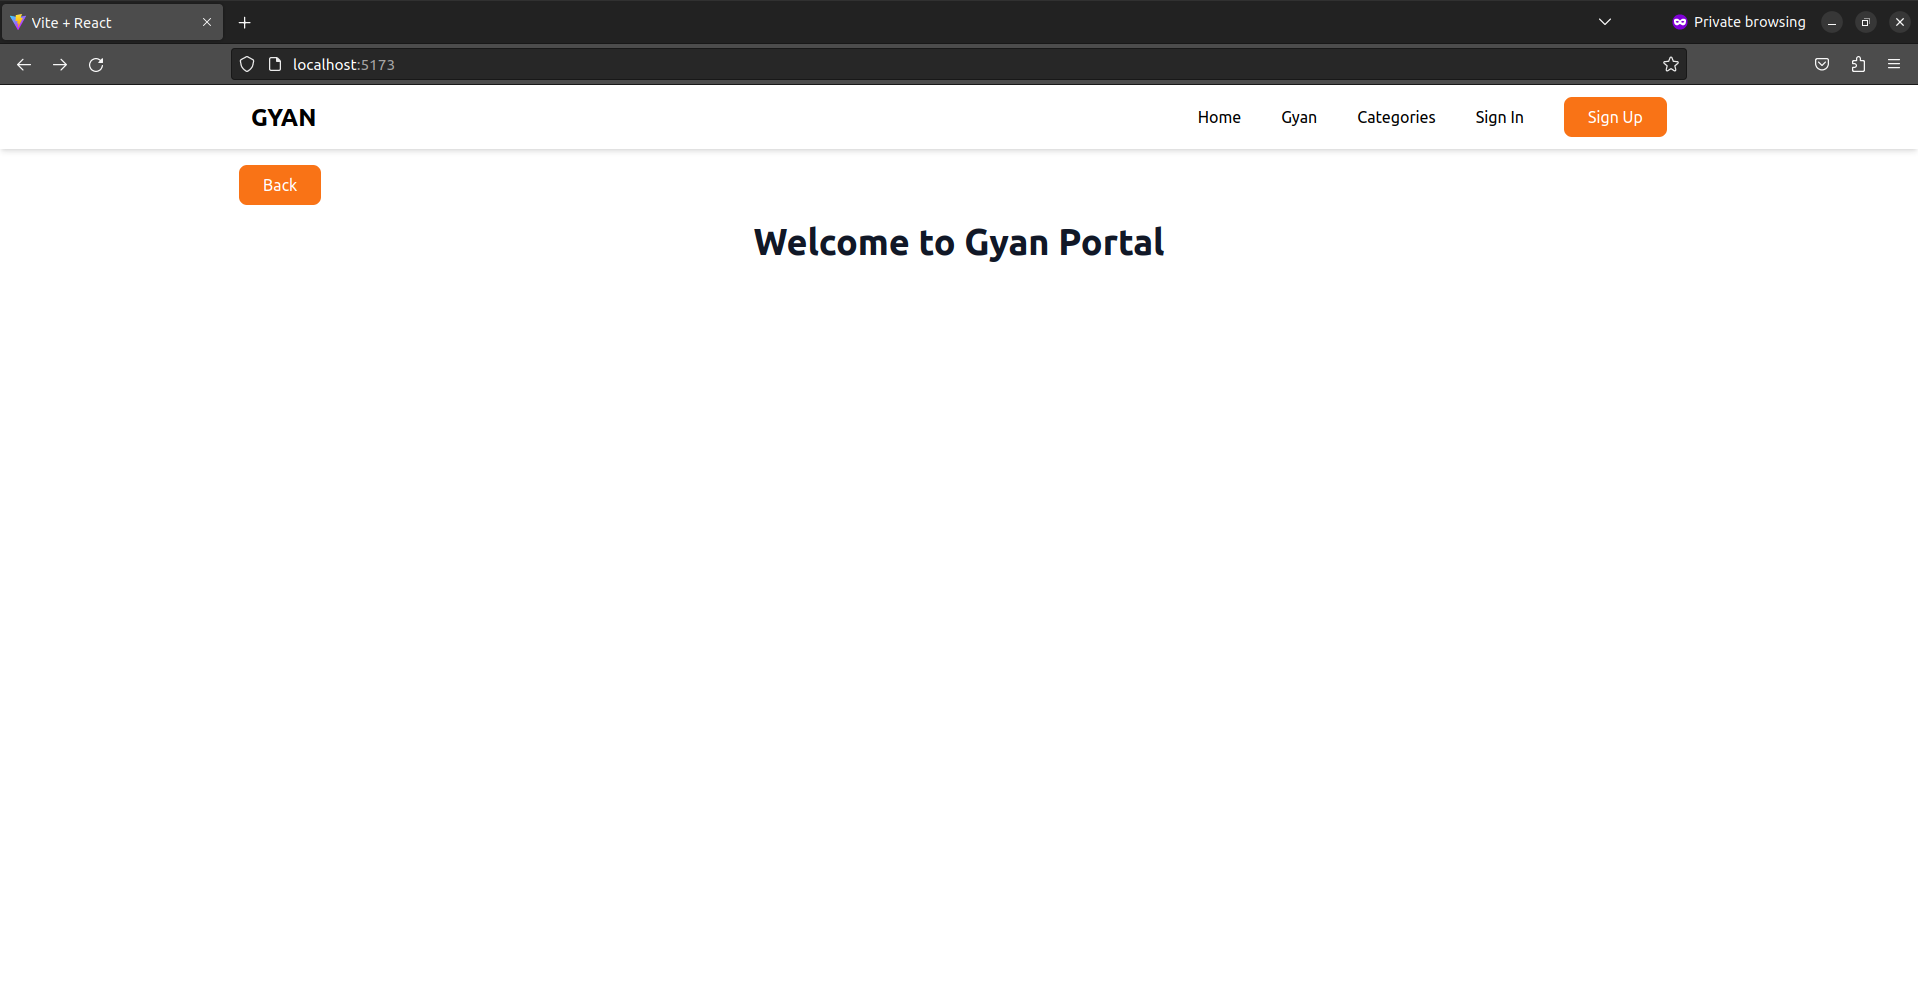 Vite + React
Private browsing
localhost:5173
GYAN
Home Gyan Categories Sign In Sign Up
Back
Welcome to Gyan Portal